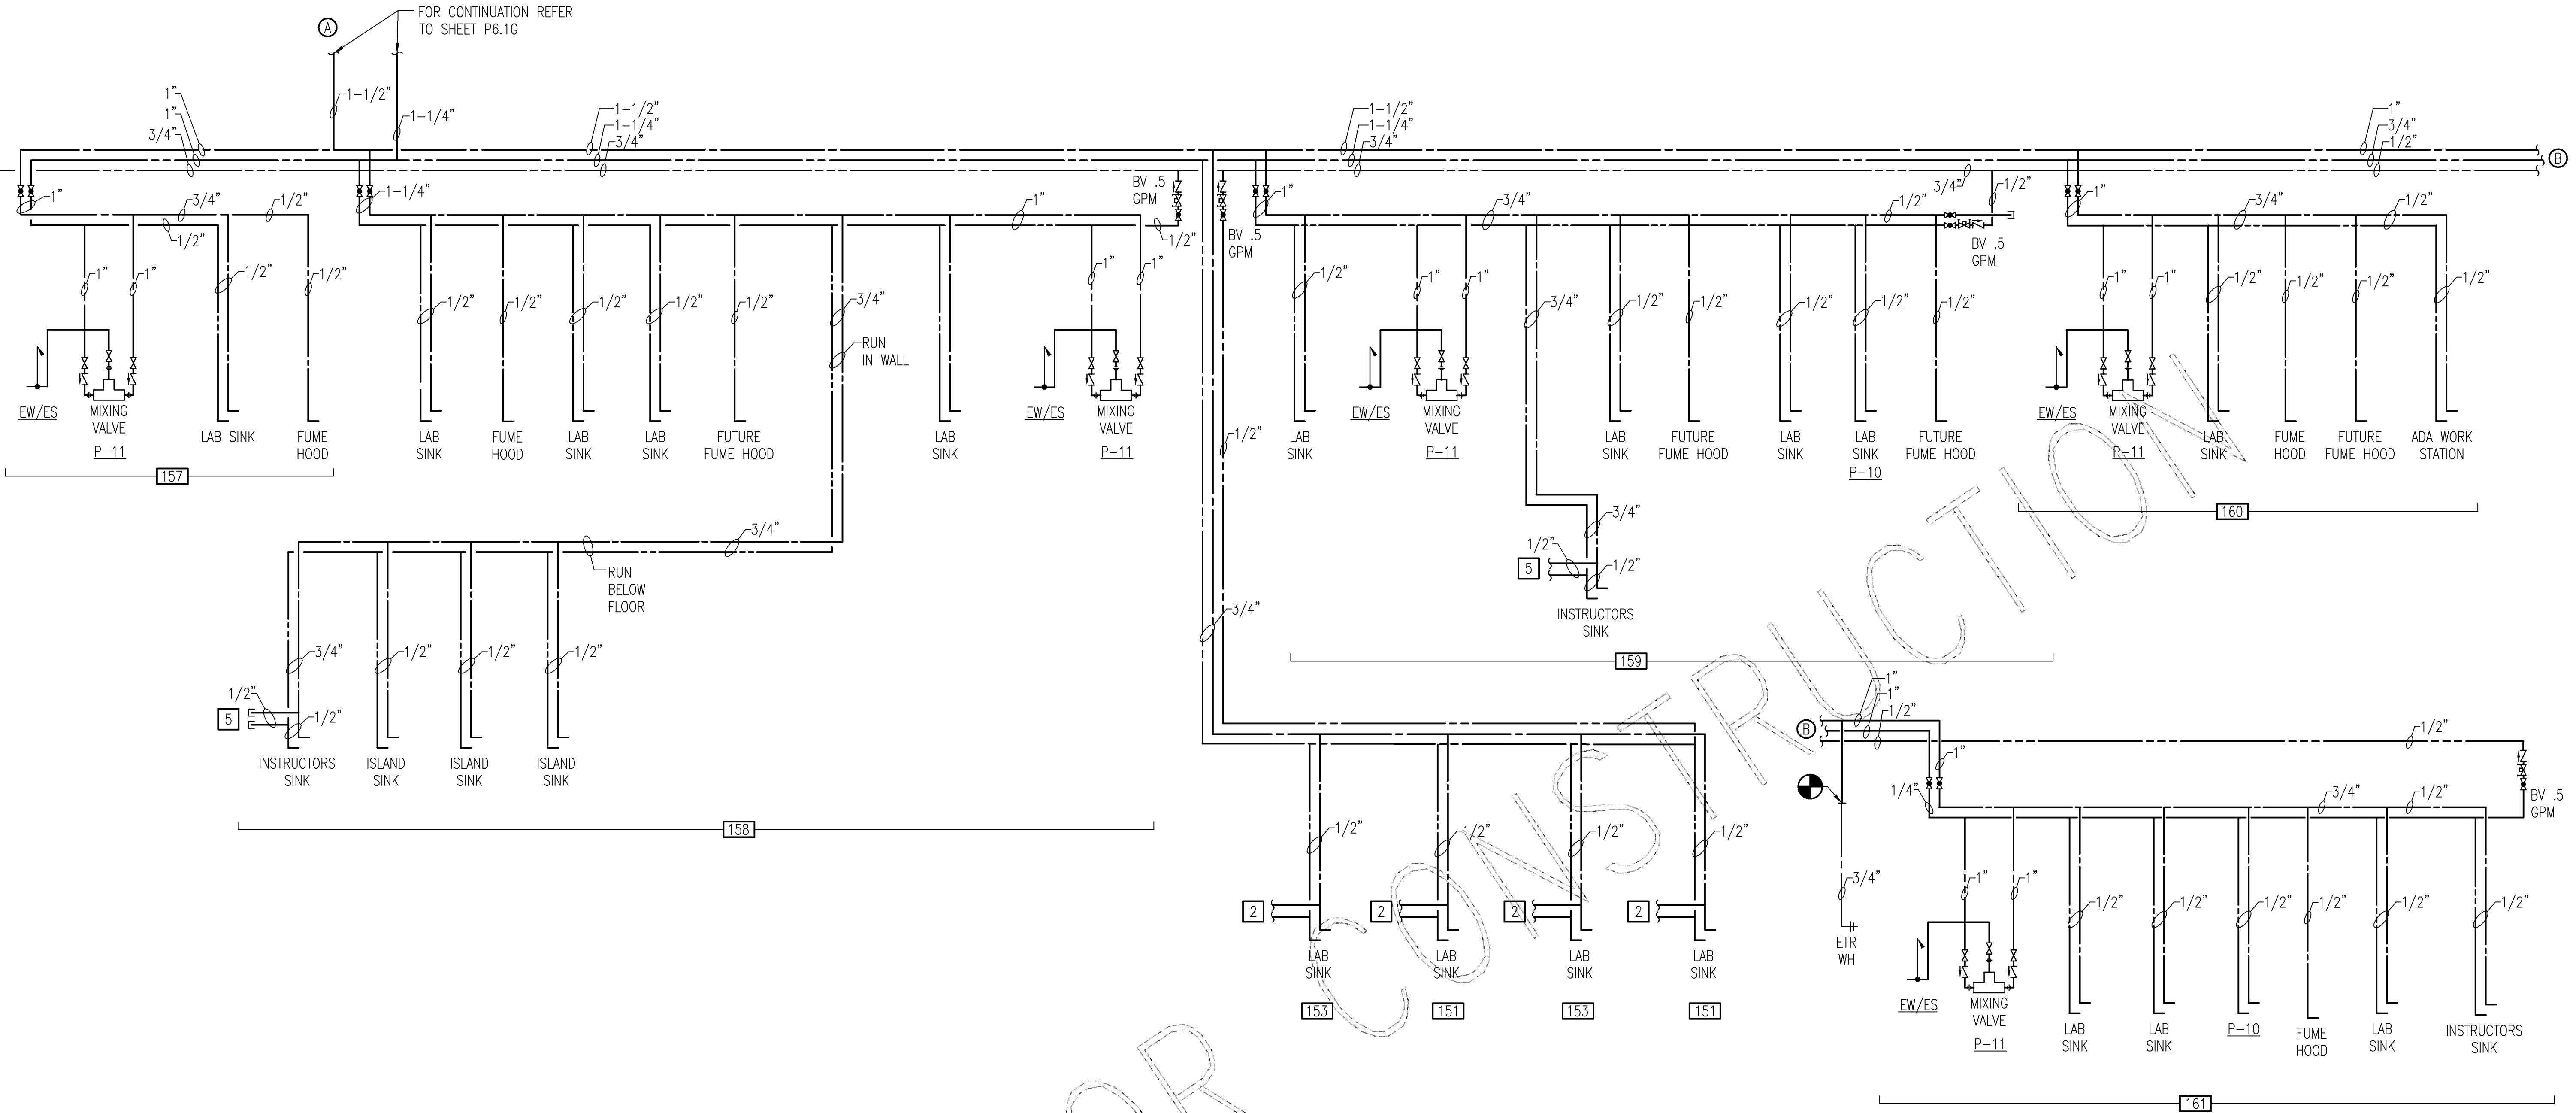 FOR CONTINUATION REFER
TO SHEET P6.1G
A
1-1/2"
1-1/4"
1"
1"
3/4"
1-1/2"
1-1/4"
3/4"
1-1/2"
1-1/4"
3/4"
1"
3/4"
1/2"
B
1"
3/4"
1/2"
1/2"
1"
1"
1/2"
1/2"
EW/ES
MIXING
VALVE
P-11
LAB SINK
FUME
HOOD
157
1-1/4"
1"
BV .5
GPM
1/2"
1/2"
1/2"
1/2"
1/2"
1/2"
3/4"
RUN
IN WALL
1"
1"
LAB
SINK
FUME
HOOD
LAB
SINK
LAB
SINK
FUTURE
FUME HOOD
LAB
SINK
EW/ES
MIXING
VALVE
P-11
3/4"
RUN
BELOW
FLOOR
3/4"
1/2"
1/2"
1/2"
1/2"
5
1/2"
INSTRUCTORS
SINK
ISLAND
SINK
ISLAND
SINK
ISLAND
SINK
158
BV .5
GPM
1"
3/4"
1/2"
3/4"
1/2"
BV .5
GPM
1/2"
1"
1"
3/4"
1/2"
1/2"
1/2"
1/2"
1/2"
LAB
SINK
EW/ES
MIXING
VALVE
P-11
LAB
SINK
FUTURE
FUME HOOD
LAB
SINK
LAB
SINK
P-10
FUTURE
FUME HOOD
1/2"
3/4"
1/2"
5
1/2"
INSTRUCTORS
SINK
159
1"
3/4"
1/2"
1"
1"
1/2"
1/2"
1/2"
1/2"
EW/ES
MIXING
VALVE
P-11
LAB
SINK
FUME
HOOD
FUTURE
FUME HOOD
ADA WORK
STATION
160
3/4"
1/2"
1/2"
1/2"
1/2"
2
2
2
2
LAB
SINK
LAB
SINK
LAB
SINK
LAB
SINK
153
151
153
151
B
1"
1"
1/2"
1/2"
1"
1/4"
3/4"
1/2"
BV .5
GPM
3/4"
ETR
WH
1"
1"
1/2"
1/2"
1/2"
1/2"
1/2"
1/2"
EW/ES
MIXING
VALVE
P-11
LAB
SINK
LAB
SINK
P-10
FUME
HOOD
LAB
SINK
INSTRUCTORS
SINK
161
OR CONSTRUCTION